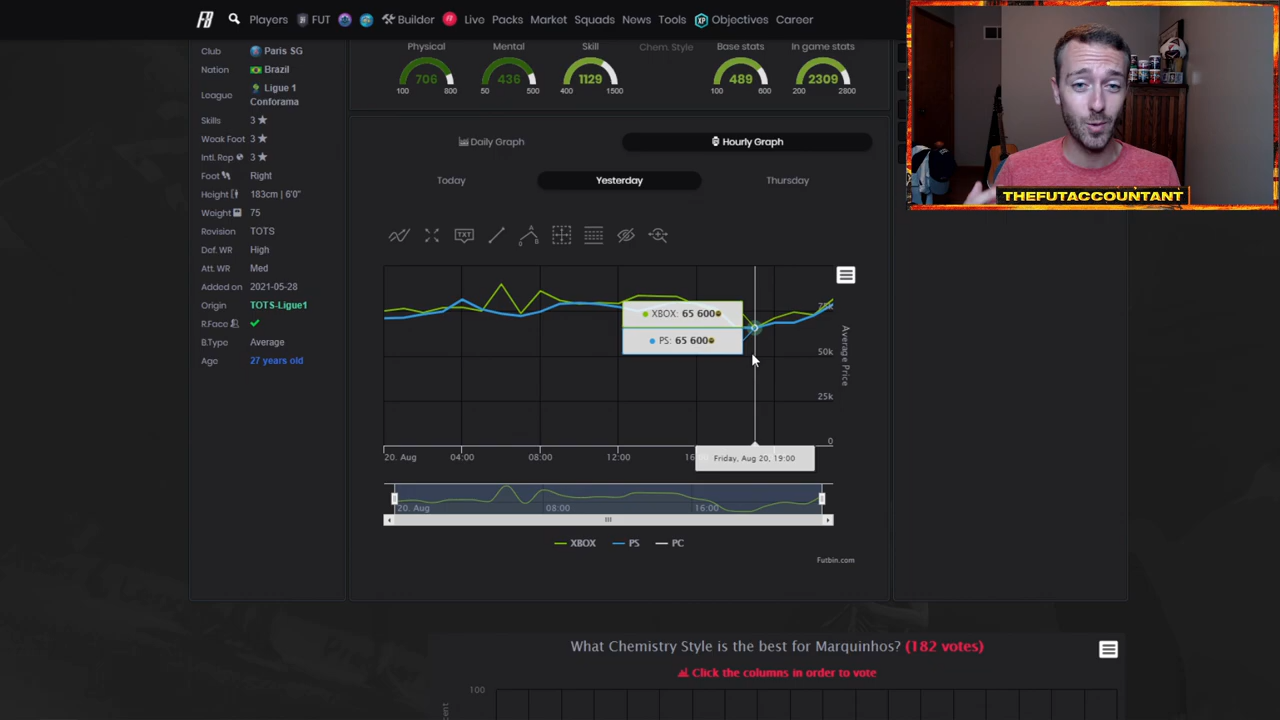 FB Players FUT Builder Live Packs Market Squads News Tools XP Objectives Career
Club Paris SG
Nation Brazil
League Ligue 1
Conforama
Skills 3
Weak Foot 3
Intl. Rep 3
Foot Right
Height 183cm | 6'0"
Weight 75
Revision TOTS
Def. WR High
Att. WR Med
Added on 2021-05-28
Origin TOTS-Ligue1
R.Face
B.Type Average
Age 27 years old
Physical Mental Skill Chem. Style Base stats In game stats
706 436 1129 489 2309
100 800 50 500 400 1500 100 600 200 2800
Daily Graph Hourly Graph
Today Yesterday Thursday
TXT
XBOX: 65 600
PS: 65 600
50k
25k
0
Average Price
20. Aug 04:00 08:00 12:00
Friday, Aug 20, 19:00
20. Aug 08:00 16:00
XBOX PS PC
Futbin.com
What Chemistry Style is the best for Marquinhos? (182 votes)
Click the columns in order to vote
100
THEFUTACCOUNTANT